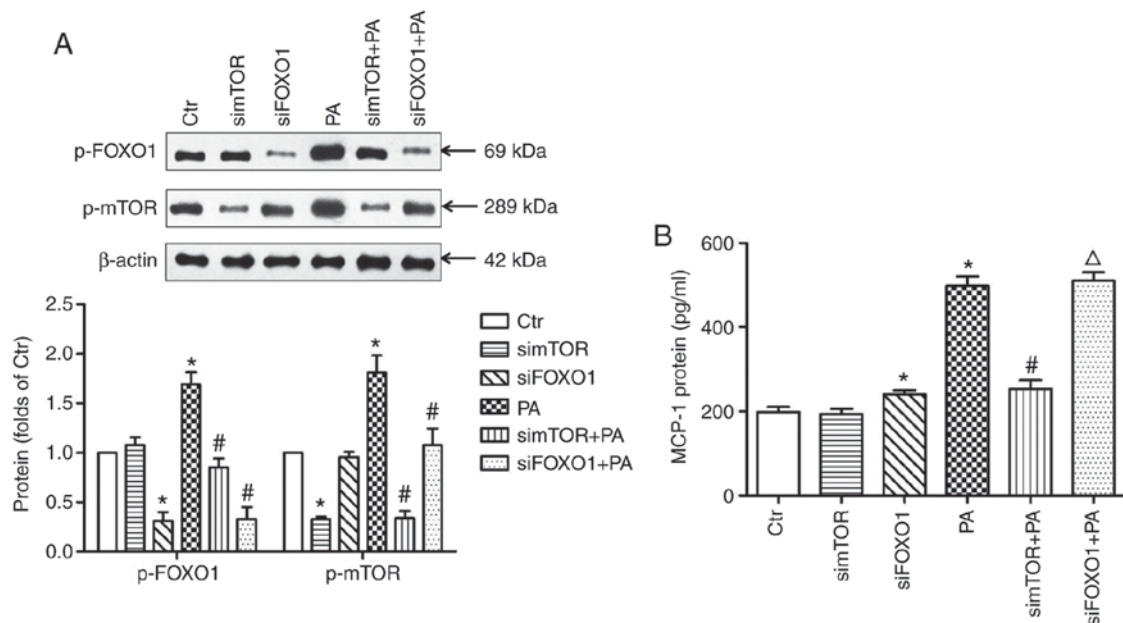 A
Ctr
simTOR
siFOXO1
PA
simTOR+PA
siFOXO1+PA
p-FOXO1
69 kDa
p-mTOR
289 kDa
β-actin
42 kDa
Protein (folds of Ctr)
2.5
2.0
1.5
1.0
0.5
0.0
*
*
#
#
*
*
#
#
p-FOXO1
p-mTOR
Ctr
simTOR
siFOXO1
PA
simTOR+PA
siFOXO1+PA
B
MCP-1 protein (pg/ml)
600
400
200
0
*
*
#
Δ
Ctr
simTOR
siFOXO1
PA
simTOR+PA
siFOXO1+PA